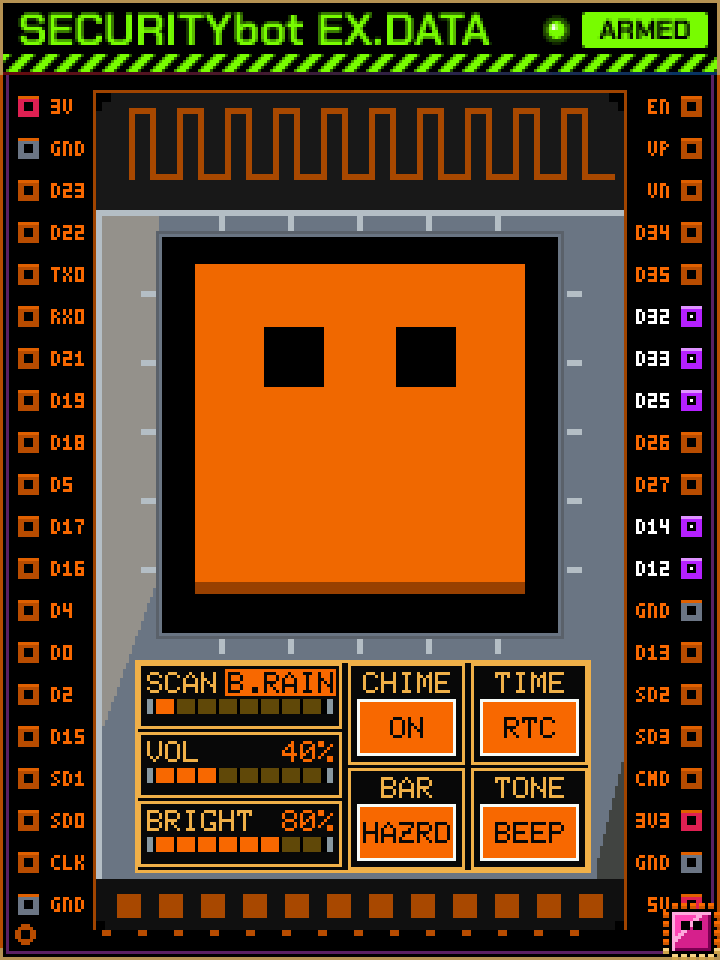 SECURITYbot EX.DATA ARMED
3V EN
GND VP
D23 VN
D22 D34
TX0 D35
RX0 D32
D21 D33
D19 D25
D18 D26
D5 D27
D17 D14
D16 D12
D4 GND
D0 D13
D2 SD2
D15 SD3
SD1 CMD
SD0 3V3
CLK GND
GND 5V
SCAN B.RAIN
VOL 40%
BRIGHT 80%
CHIME
ON
TIME
RTC
BAR
HAZRD
TONE
BEEP